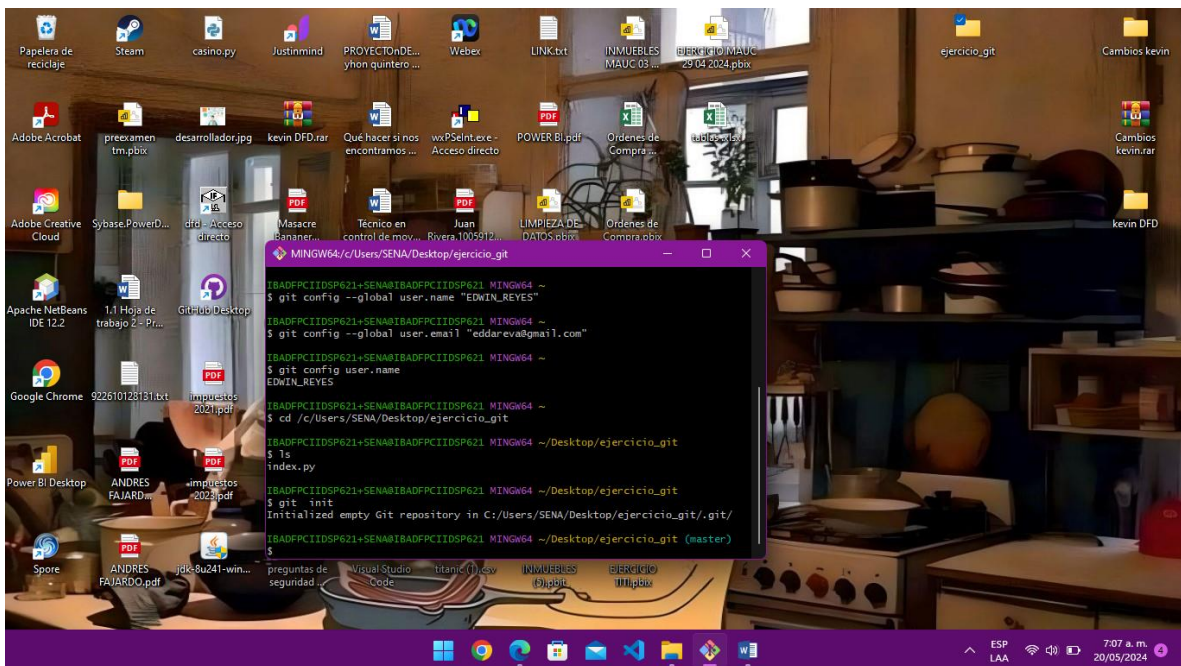 Papelera de
reciclaje
Steam
casino.py
Justinmind
PROYECTOnDE...
yhon quintero ...
Webex
LINK.txt
INMUEBLES
MAUC 03 ...
EJERCICIO MAUC
29 04 2024.pbix
ejercicio_git
Cambios kevin
Adobe Acrobat
preexamen
tm.pbix
desarrollador.jpg
kevin DFD.rar
Qué hacer si nos
encontramos ...
wxPSeInt.exe -
Acceso directo
POWER BI.pdf
Ordenes de
Compra ...
tablas.xlsx
Cambios
kevin.rar
Adobe Creative
Cloud
Sybase.PowerD...
dfd - Acceso
directo
Masacre
Bananer...
Técnico en
control de mov...
Juan
Rivera.1005912...
LIMPIEZA DE
DATOS.pbix
Ordenes de
Compra.pbix
kevin DFD
Apache NetBeans
IDE 12.2
1.1 Hoja de
trabajo 2 - Pr...
GitHub Desktop
Google Chrome
922610128131.txt
impuestos
2021.pdf
Power BI Desktop
ANDRES
FAJARD...
impuestos
2023.pdf
Spore
ANDRES
FAJARDO.pdf
jdk-8u241-win...
preguntas de
seguridad ...
Visual Studio
Code
titanic (1).csv
INMUEBLES
(5).pbit
EJERCICIO
MINGW64:/c/Users/SENA/Desktop/ejercicio_git
IBADFPCIIDSP621+SENA@IBADFPCIIDSP621 MINGW64 ~
$ git config --global user.name "EDWIN_REYES"
IBADFPCIIDSP621+SENA@IBADFPCIIDSP621 MINGW64 ~
$ git config --global user.email "eddareva@gmail.com"
IBADFPCIIDSP621+SENA@IBADFPCIIDSP621 MINGW64 ~
$ git config user.name
EDWIN_REYES
IBADFPCIIDSP621+SENA@IBADFPCIIDSP621 MINGW64 ~
$ cd /c/Users/SENA/Desktop/ejercicio_git
IBADFPCIIDSP621+SENA@IBADFPCIIDSP621 MINGW64 ~/Desktop/ejercicio_git
$ ls
index.py
IBADFPCIIDSP621+SENA@IBADFPCIIDSP621 MINGW64 ~/Desktop/ejercicio_git
$ git  init
Initialized empty Git repository in C:/Users/SENA/Desktop/ejercicio_git/.git/
IBADFPCIIDSP621+SENA@IBADFPCIIDSP621 MINGW64 ~/Desktop/ejercicio_git (master)
$
ESP
LAA
7:07 a. m.
20/05/2024
4